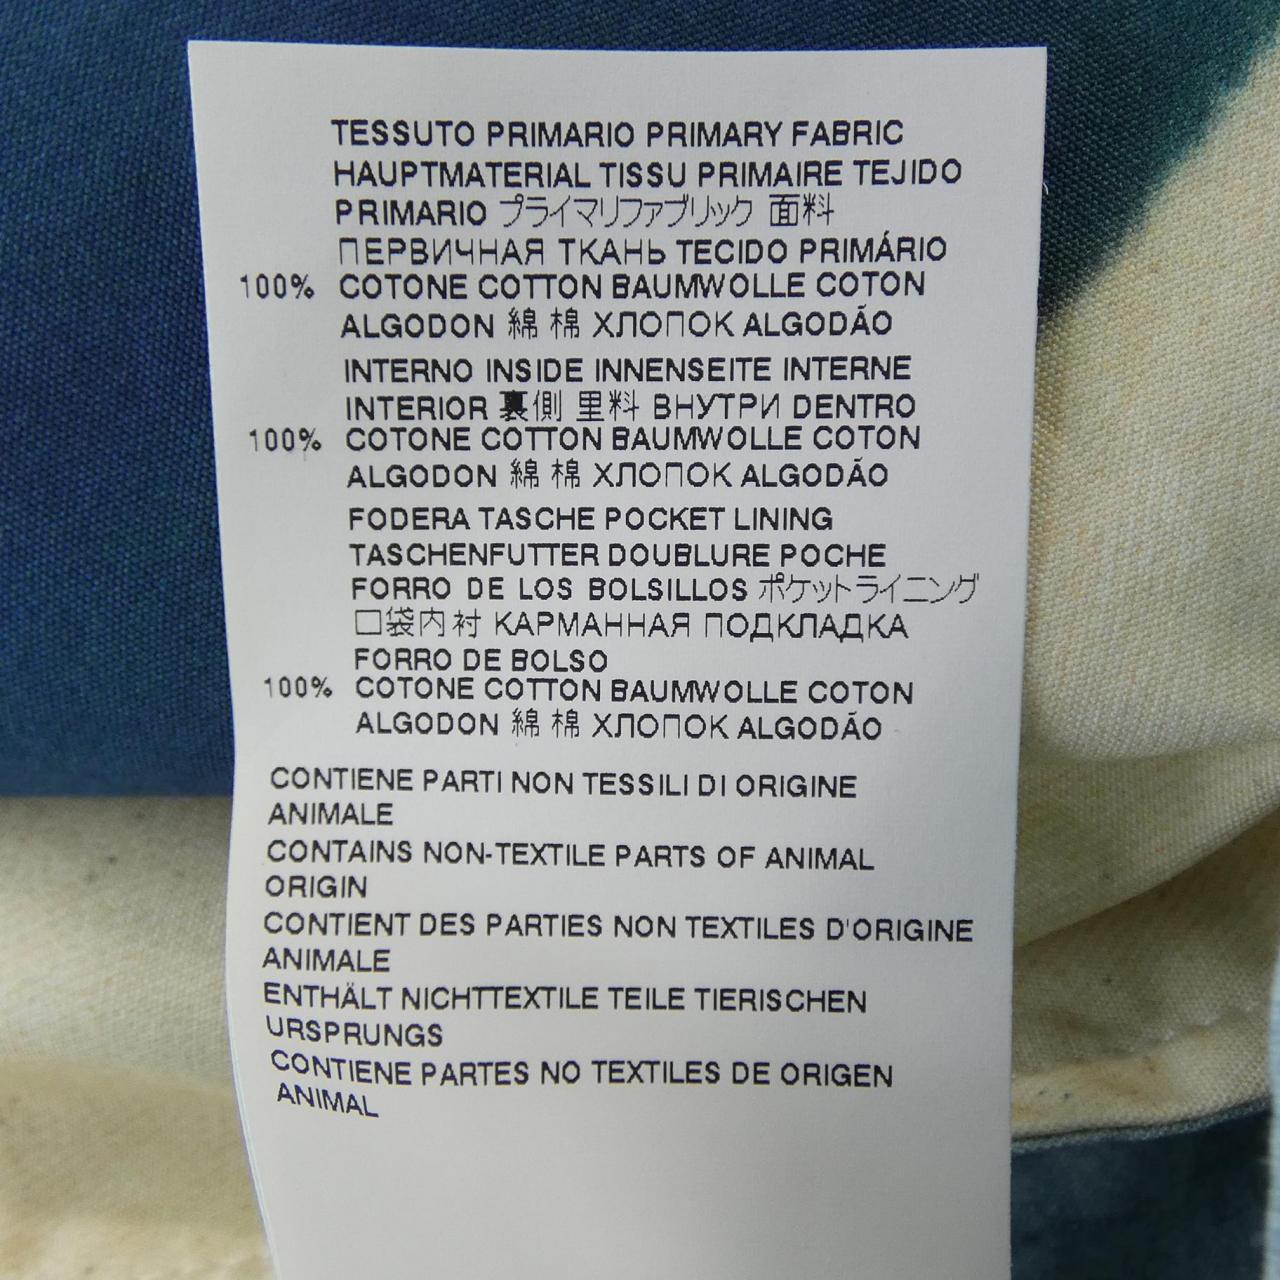 TESSUTO PRIMARIO PRIMARY FABRIC
HAUPTMATERIAL TISSU PRIMAIRE TEJIDO
PRIMARIO プライマリファブリック 面料
ПЕРВИЧНАЯ ТКАНЬ TECIDO PRIMÁRIO
100% COTONE COTTON BAUMWOLLE COTON
ALGODON 綿 棉 ХЛОПОК ALGODÃO
INTERNO INSIDE INNENSEITE INTERNE
INTERIOR 裏側 里料 ВНУТРИ DENTRO
100% COTONE COTTON BAUMWOLLE COTON
ALGODON 綿 棉 ХЛОПОК ALGODÃO
FODERA TASCHE POCKET LINING
TASCHENFUTTER DOUBLURE POCHE
FORRO DE LOS BOLSILLOS ポケットライニング
口袋内衬 КАРМАННАЯ ПОДКЛАДКА
FORRO DE BOLSO
100% COTONE COTTON BAUMWOLLE COTON
ALGODON 綿 棉 ХЛОПОК ALGODÃO
CONTIENE PARTI NON TESSILI DI ORIGINE
ANIMALE
CONTAINS NON-TEXTILE PARTS OF ANIMAL
ORIGIN
CONTIENT DES PARTIES NON TEXTILES D'ORIGINE
ANIMALE
ENTHÄLT NICHTTEXTILE TEILE TIERISCHEN
URSPRUNGS
CONTIENE PARTES NO TEXTILES DE ORIGEN
ANIMAL